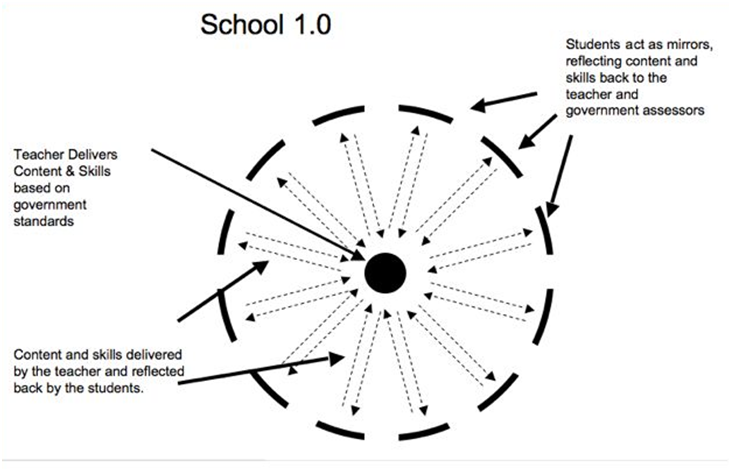 School 1.0
Students act as mirrors,
reflecting content and
skills back to the
teacher and
government assessors
Teacher Delivers
Content & Skills
based on
government
standards
Content and skills delivered
by the teacher and reflected
back by the students.